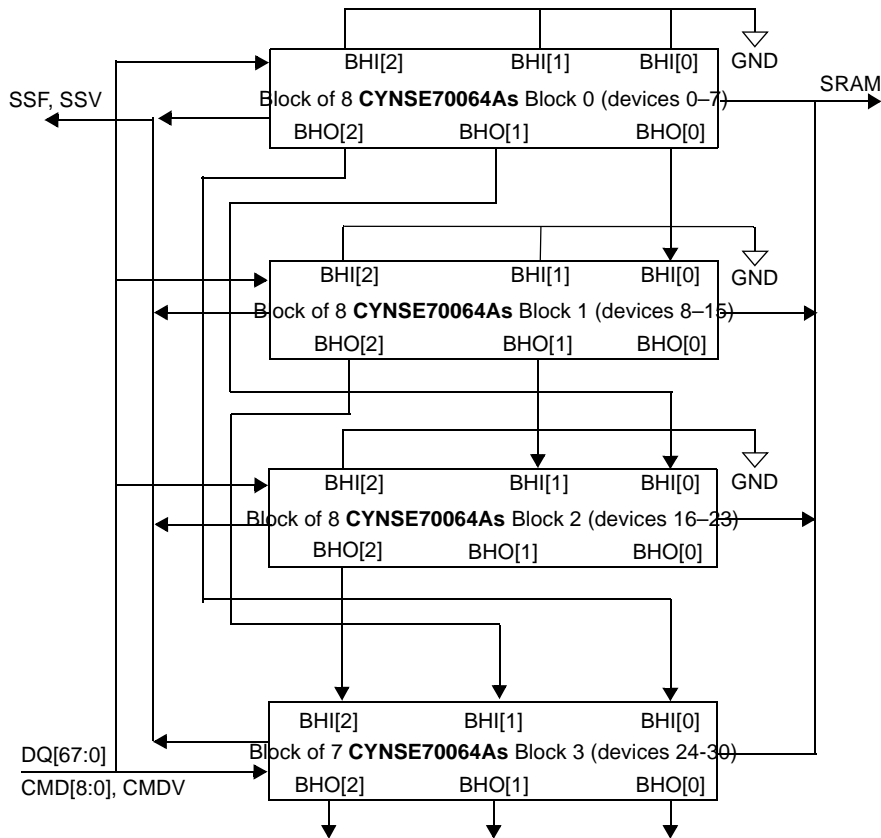 BHI[2] BHI[1] BHI[0] GND
SSF, SSV
SRAM
Block of 8 CYNSE70064As Block 0 (devices 0–7)
BHO[2] BHO[1] BHO[0]
BHI[2] BHI[1] BHI[0] GND
Block of 8 CYNSE70064As Block 1 (devices 8–15)
BHO[2] BHO[1] BHO[0]
BHI[2] BHI[1] BHI[0] GND
Block of 8 CYNSE70064As Block 2 (devices 16–23)
BHO[2] BHO[1] BHO[0]
BHI[2] BHI[1] BHI[0]
DQ[67:0]
Block of 7 CYNSE70064As Block 3 (devices 24-30)
CMD[8:0], CMDV
BHO[2] BHO[1] BHO[0]